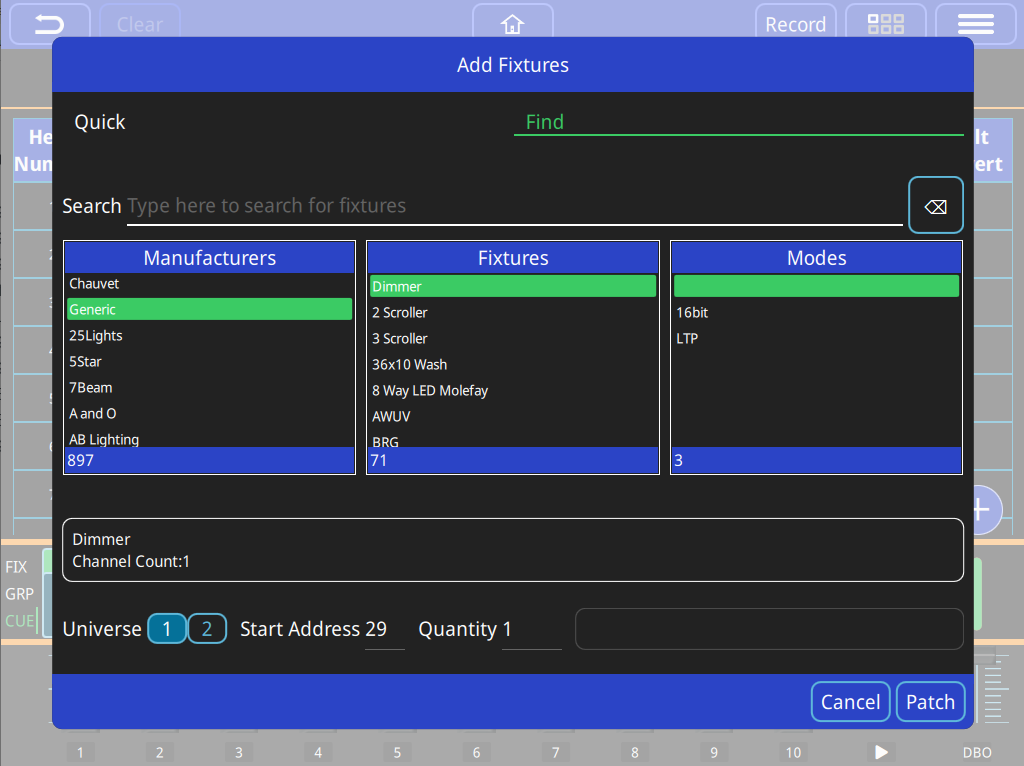 Clear
Record
Add Fixtures
Quick
Find
Search
Type here to search for fixtures
⌫
Manufacturers
Fixtures
Modes
Chauvet
Generic
25Lights
5Star
7Beam
A and O
AB Lighting
897
Dimmer
2 Scroller
3 Scroller
36x10 Wash
8 Way LED Molefay
AWUV
BRG
71
16bit
LTP
3
Dimmer
Channel Count:1
FIX
GRP
CUE
Universe 1 2 Start Address 29 Quantity 1
Cancel
Patch
1 2 3 4 5 6 7 8 9 10 DBO